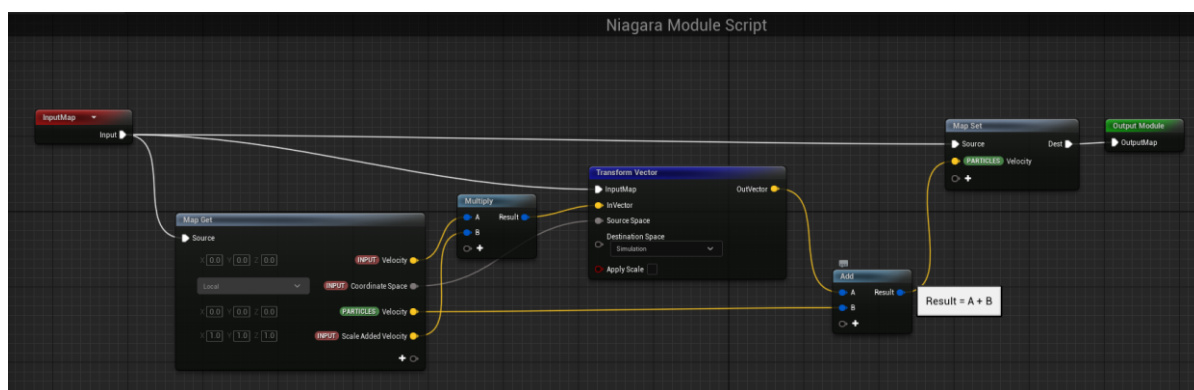 Niagara Module Script
InputMap
Input
Map Get
Source
X 0.0 Y 0.0 Z 0.0 INPUT Velocity
Local INPUT Coordinate Space
X 0.0 Y 0.0 Z 0.0 PARTICLES Velocity
X 1.0 Y 1.0 Z 1.0 INPUT Scale Added Velocity
Multiply
A Result
B
Transform Vector
InputMap OutVector
InVector
Source Space
Destination Space
Simulation
Apply Scale
Add
A Result
B
Result = A + B
Map Set
Source Dest
PARTICLES Velocity
Output Module
OutputMap